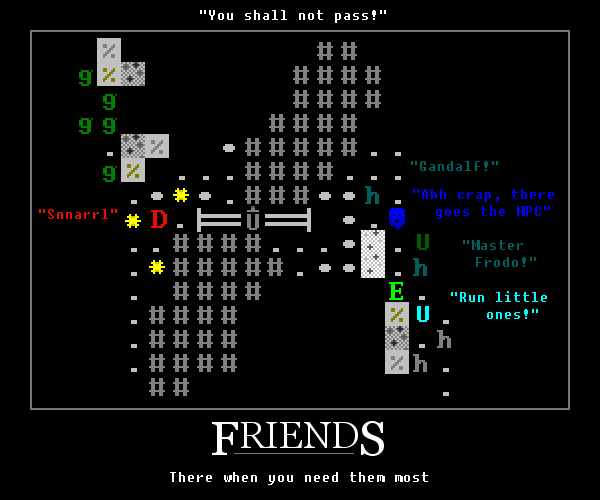 "You shall not pass!"
"Gandalf!"
"Ahh crap, there
goes the NPC"
"Snnarrl"
"Master
Frodo!"
"Run little
ones!"
FRIENDS
There when you need them most